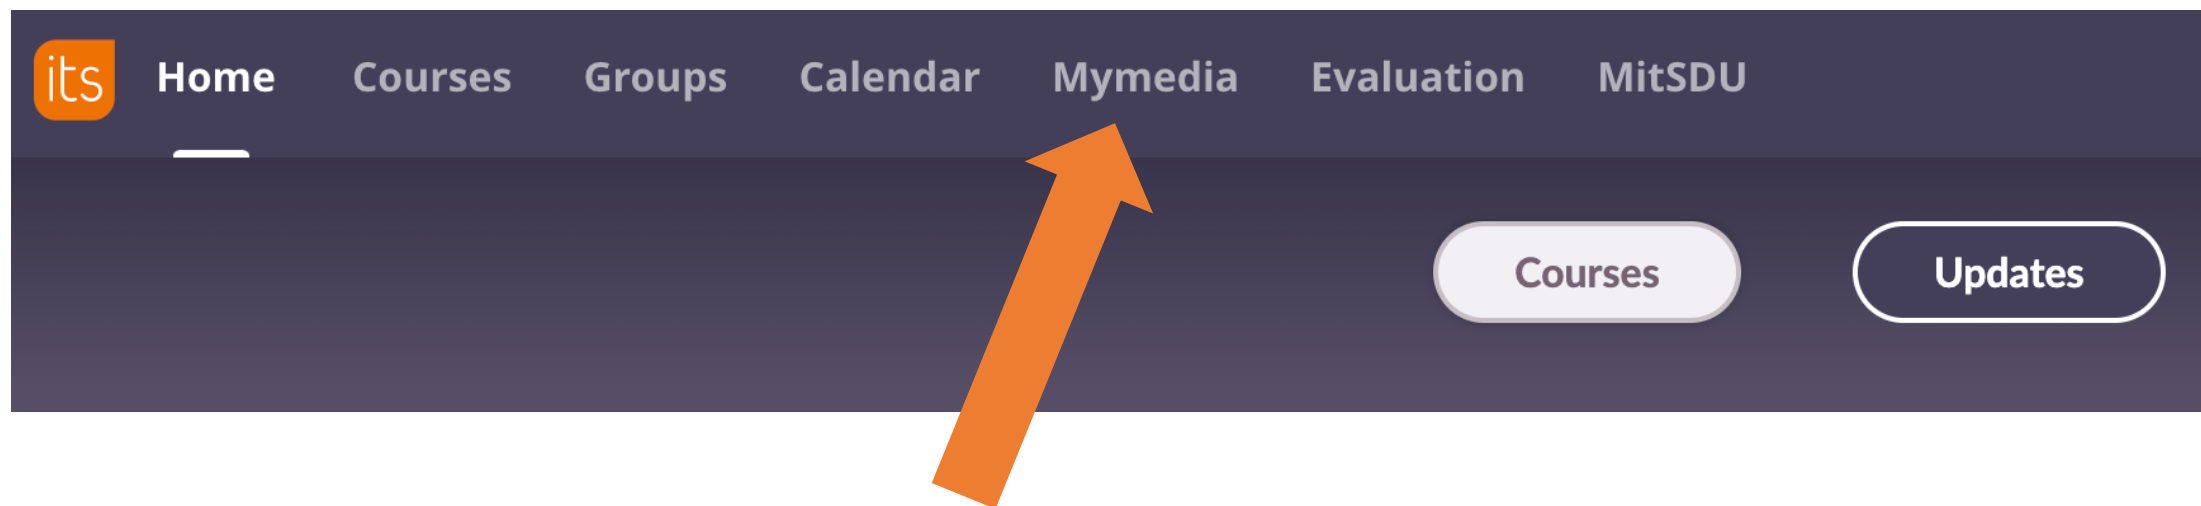 its Home Courses Groups Calendar Mymedia Evaluation MitSDU
Courses Updates